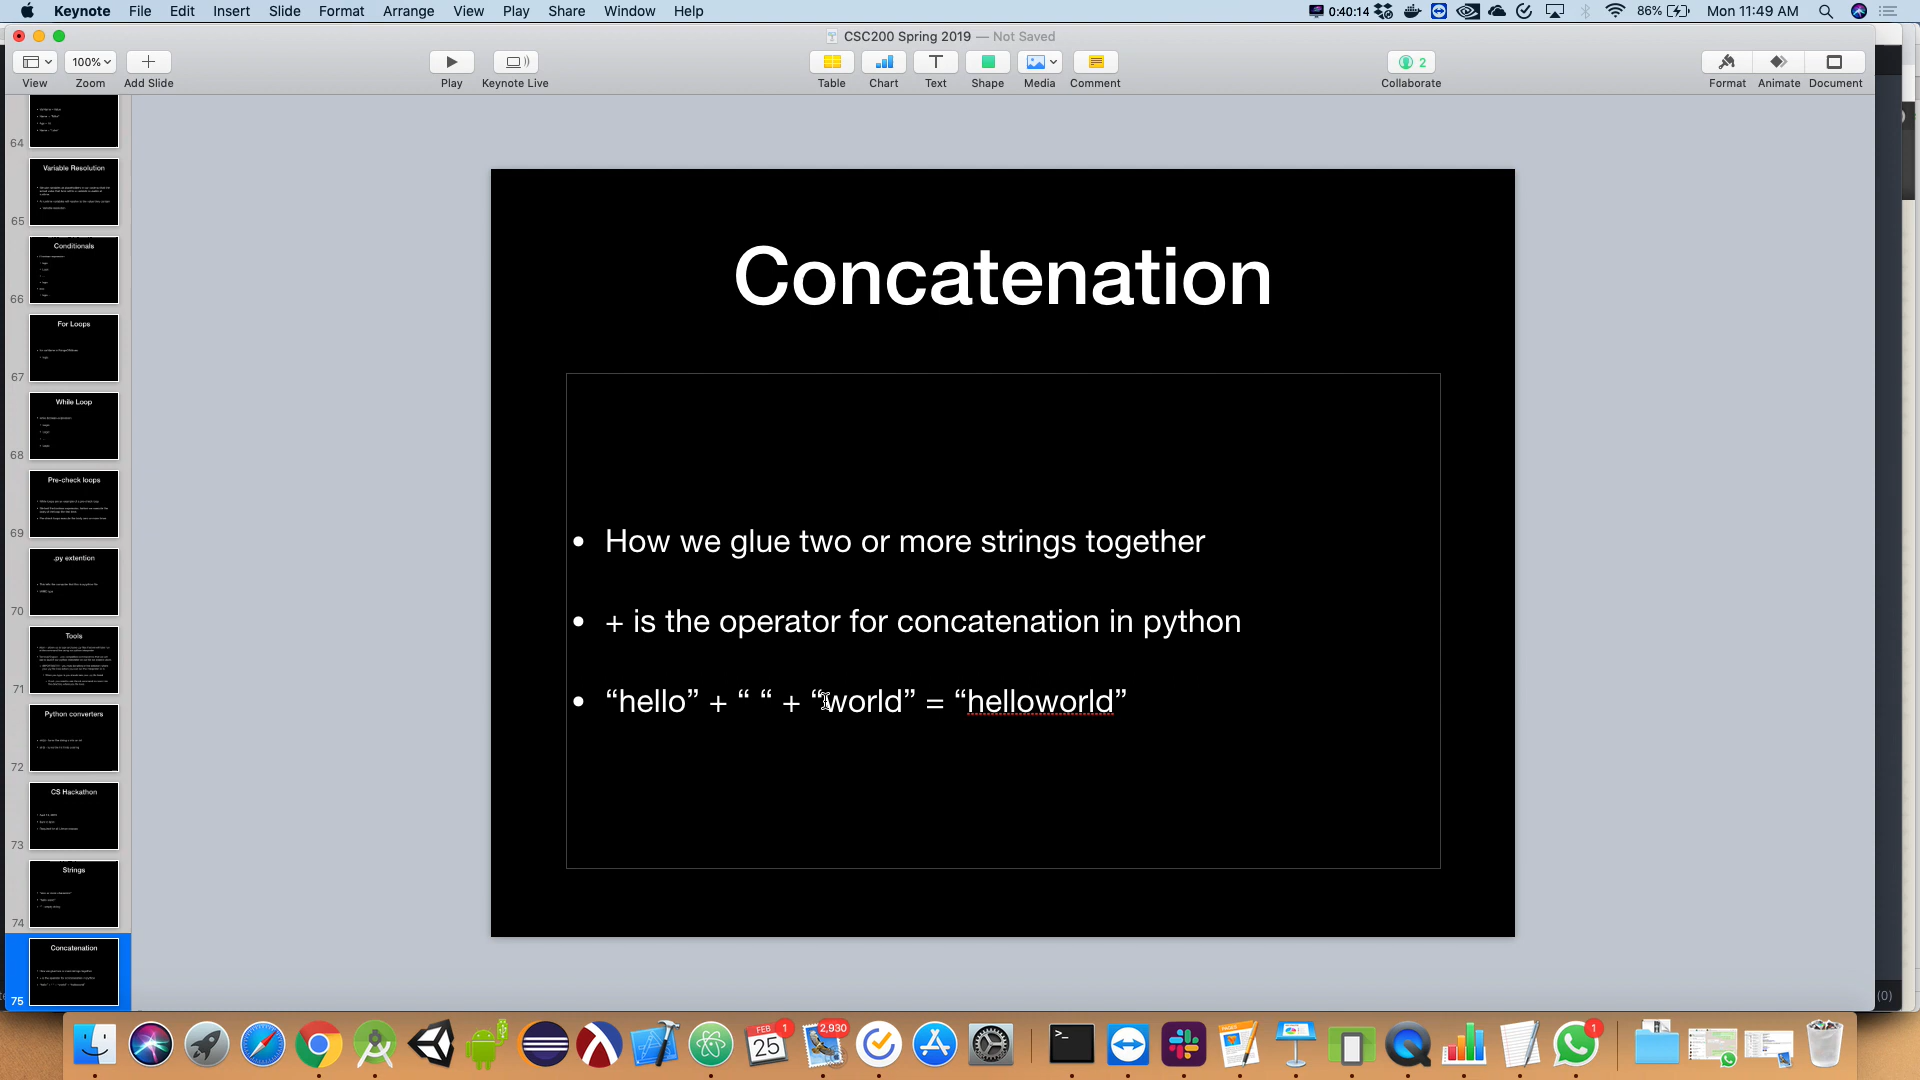 Keynote File Edit Insert Slide Format Arrange View Play Share Window Help 0:40:14 86% Mon 11:49 AM
CSC200 Spring 2019 — Not Saved
100%
2
View Zoom Add Slide Play Keynote Live Table Chart Text Shape Media Comment Collaborate Format Animate Document
64
Variable Resolution
65
Conditionals
66
For Loops
67
While Loop
68
Pre-check loops
69
.py extention
70
Tools
71
Python converters
72
CS Hackathon
73
Strings
74
Concatenation
75
Concatenation
• How we glue two or more strings together
• + is the operator for concatenation in python
• “hello” + “ “ + “world” = “helloworld”
(0)
FEB
25
1
2,930
PAGES
1